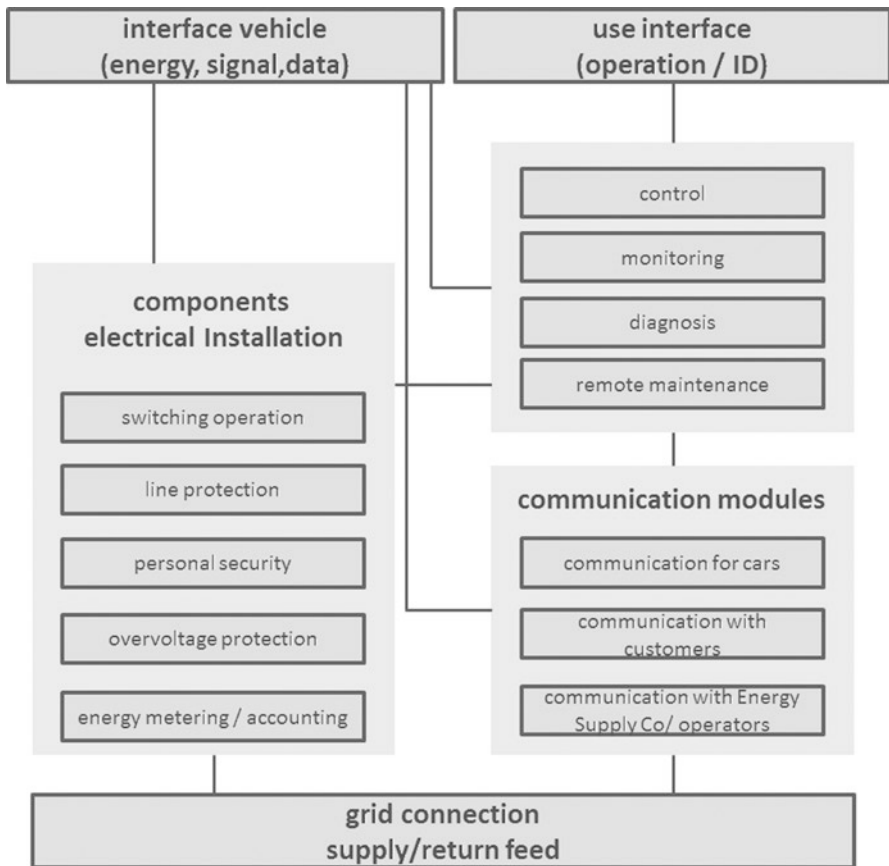 interface vehicle
(energy, signal,data)
use interface
(operation / ID)
control
monitoring
diagnosis
remote maintenance
components
electrical Installation
switching operation
line protection
personal security
overvoltage protection
energy metering / accounting
communication modules
communication for cars
communication with
customers
communication with Energy
Supply Co/ operators
grid connection
supply/return feed